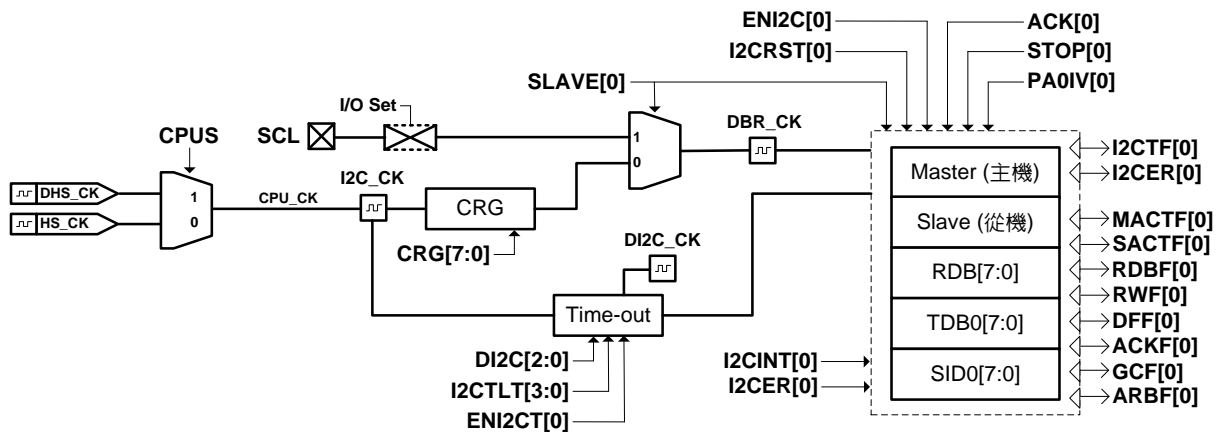 ENI2C[0]
ACK[0]
I2CRST[0]
STOP[0]
SLAVE[0]
PA0IV[0]
I/O Set
CPUS
SCL
1
0
DBR_CK
DHS_CK
HS_CK
1
0
CPU_CK
I2C_CK
CRG
CRG[7:0]
DI2C_CK
Time-out
DI2C[2:0]
I2CTLT[3:0]
ENI2CT[0]
I2CINT[0]
I2CER[0]
Master (主機)
Slave (從機)
RDB[7:0]
TDB0[7:0]
SID0[7:0]
I2CTF[0]
I2CER[0]
MACTF[0]
SACTF[0]
RDBF[0]
RWF[0]
DFF[0]
ACKF[0]
GCF[0]
ARBF[0]